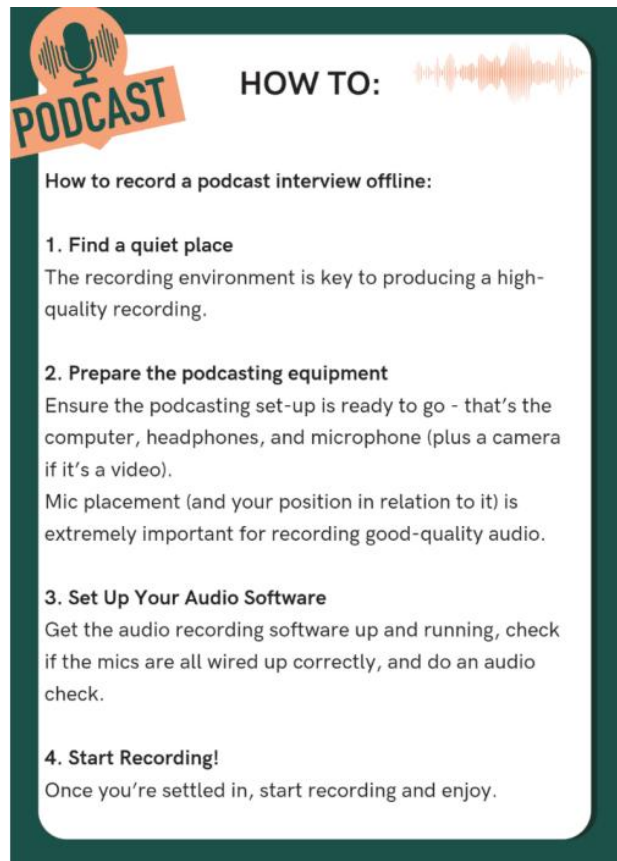 PODCAST
HOW TO:
How to record a podcast interview offline:
1. Find a quiet place
The recording environment is key to producing a high-
quality recording.
2. Prepare the podcasting equipment
Ensure the podcasting set-up is ready to go - that's the
computer, headphones, and microphone (plus a camera
if it's a video).
Mic placement (and your position in relation to it) is
extremely important for recording good-quality audio.
3. Set Up Your Audio Software
Get the audio recording software up and running, check
if the mics are all wired up correctly, and do an audio
check.
4. Start Recording!
Once you're settled in, start recording and enjoy.